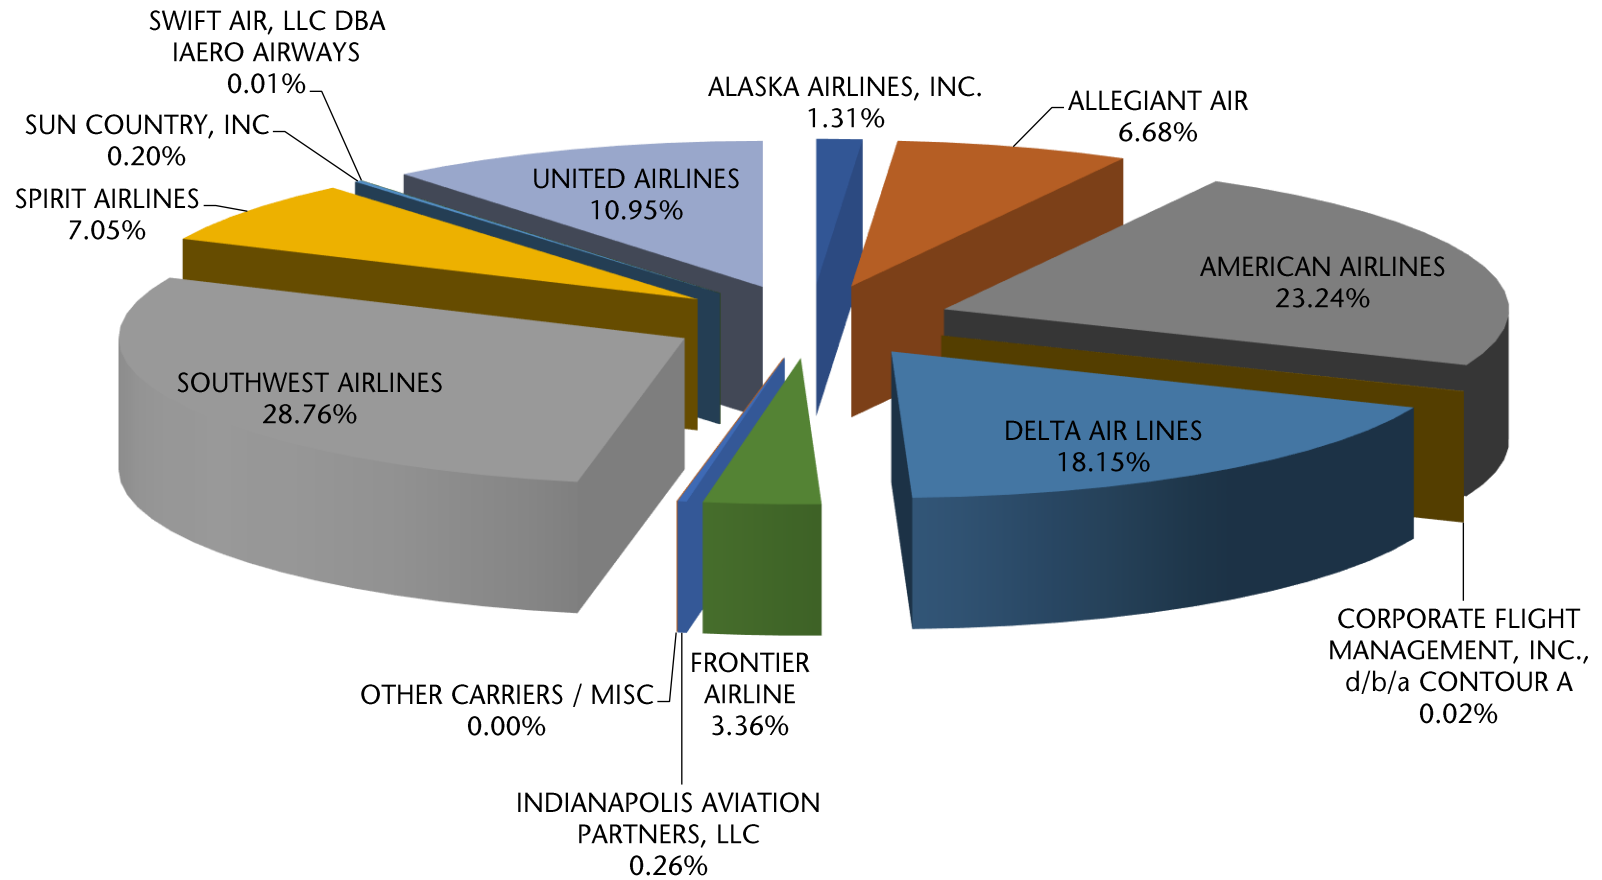 SWIFT AIR, LLC DBA
IAERO AIRWAYS
0.01%
ALASKA AIRLINES, INC.
1.31%
ALLEGIANT AIR
6.68%
SUN COUNTRY, INC
0.20%
SPIRIT AIRLINES
7.05%
UNITED AIRLINES
10.95%
AMERICAN AIRLINES
23.24%
SOUTHWEST AIRLINES
28.76%
DELTA AIR LINES
18.15%
CORPORATE FLIGHT
MANAGEMENT, INC.,
d/b/a CONTOUR A
0.02%
FRONTIER
AIRLINE
3.36%
OTHER CARRIERS / MISC
0.00%
INDIANAPOLIS AVIATION
PARTNERS, LLC
0.26%